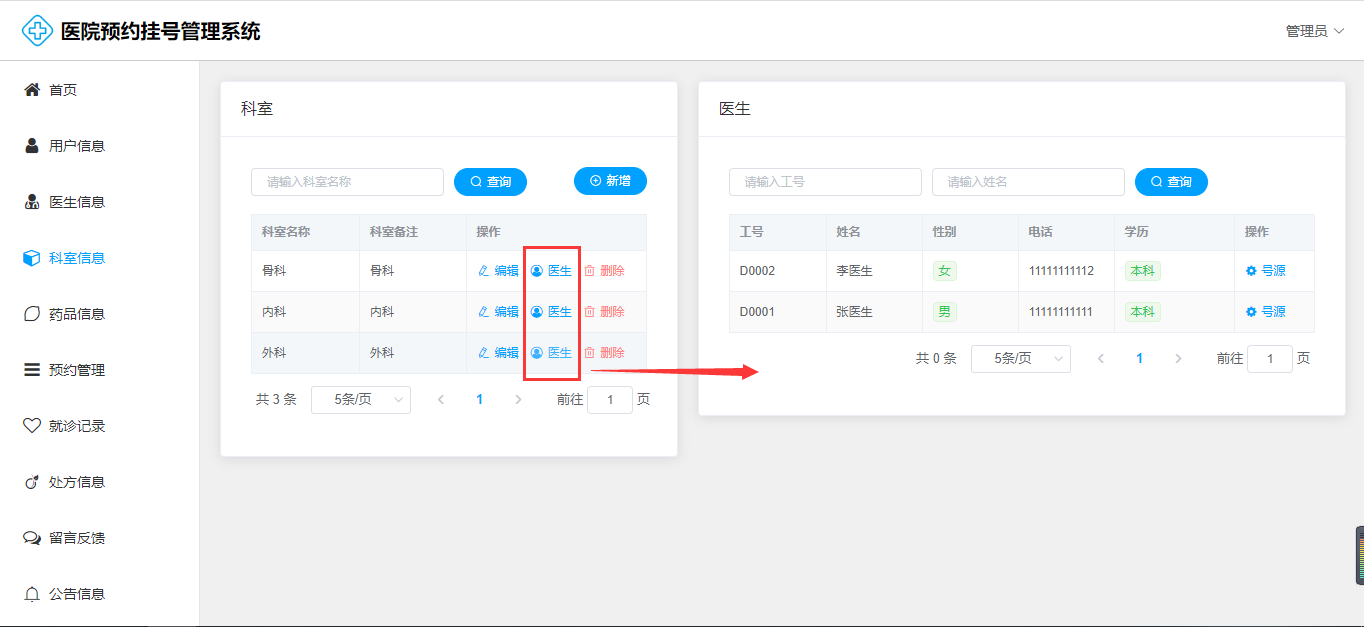 医院预约挂号管理系统
管理员
首页
用户信息
医生信息
科室信息
药品信息
预约管理
就诊记录
处方信息
留言反馈
公告信息
科室
请输入科室名称 查询 新增
科室名称 科室备注 操作
骨科 骨科 编辑 医生 删除
内科 内科 编辑 医生 删除
外科 外科 编辑 医生 删除
共 3 条 5条/页 1 前往 1 页
医生
请输入工号 请输入姓名 查询
工号 姓名 性别 电话 学历 操作
D0002 李医生 女 11111111112 本科 号源
D0001 张医生 男 11111111111 本科 号源
共 0 条 5条/页 1 前往 1 页